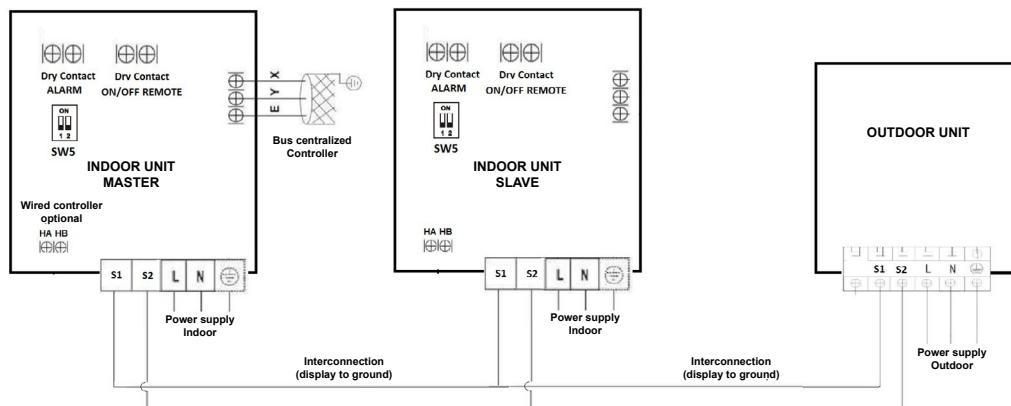 Dry Contact
ALARM
Dry Contact
ON/OFF REMOTE
X
Y
E
Bus centralized
Controller
ON
1 2
SW5
INDOOR UNIT
MASTER
Wired controller
optional
HA HB
S1 S2 L N
Power supply
Indoor
Dry Contact
ALARM
Dry Contact
ON/OFF REMOTE
ON
1 2
SW5
INDOOR UNIT
SLAVE
HA HB
S1 S2 L N
Power supply
Indoor
OUTDOOR UNIT
S1 S2 L N
Power supply
Outdoor
Interconnection
(display to ground)
Interconnection
(display to ground)